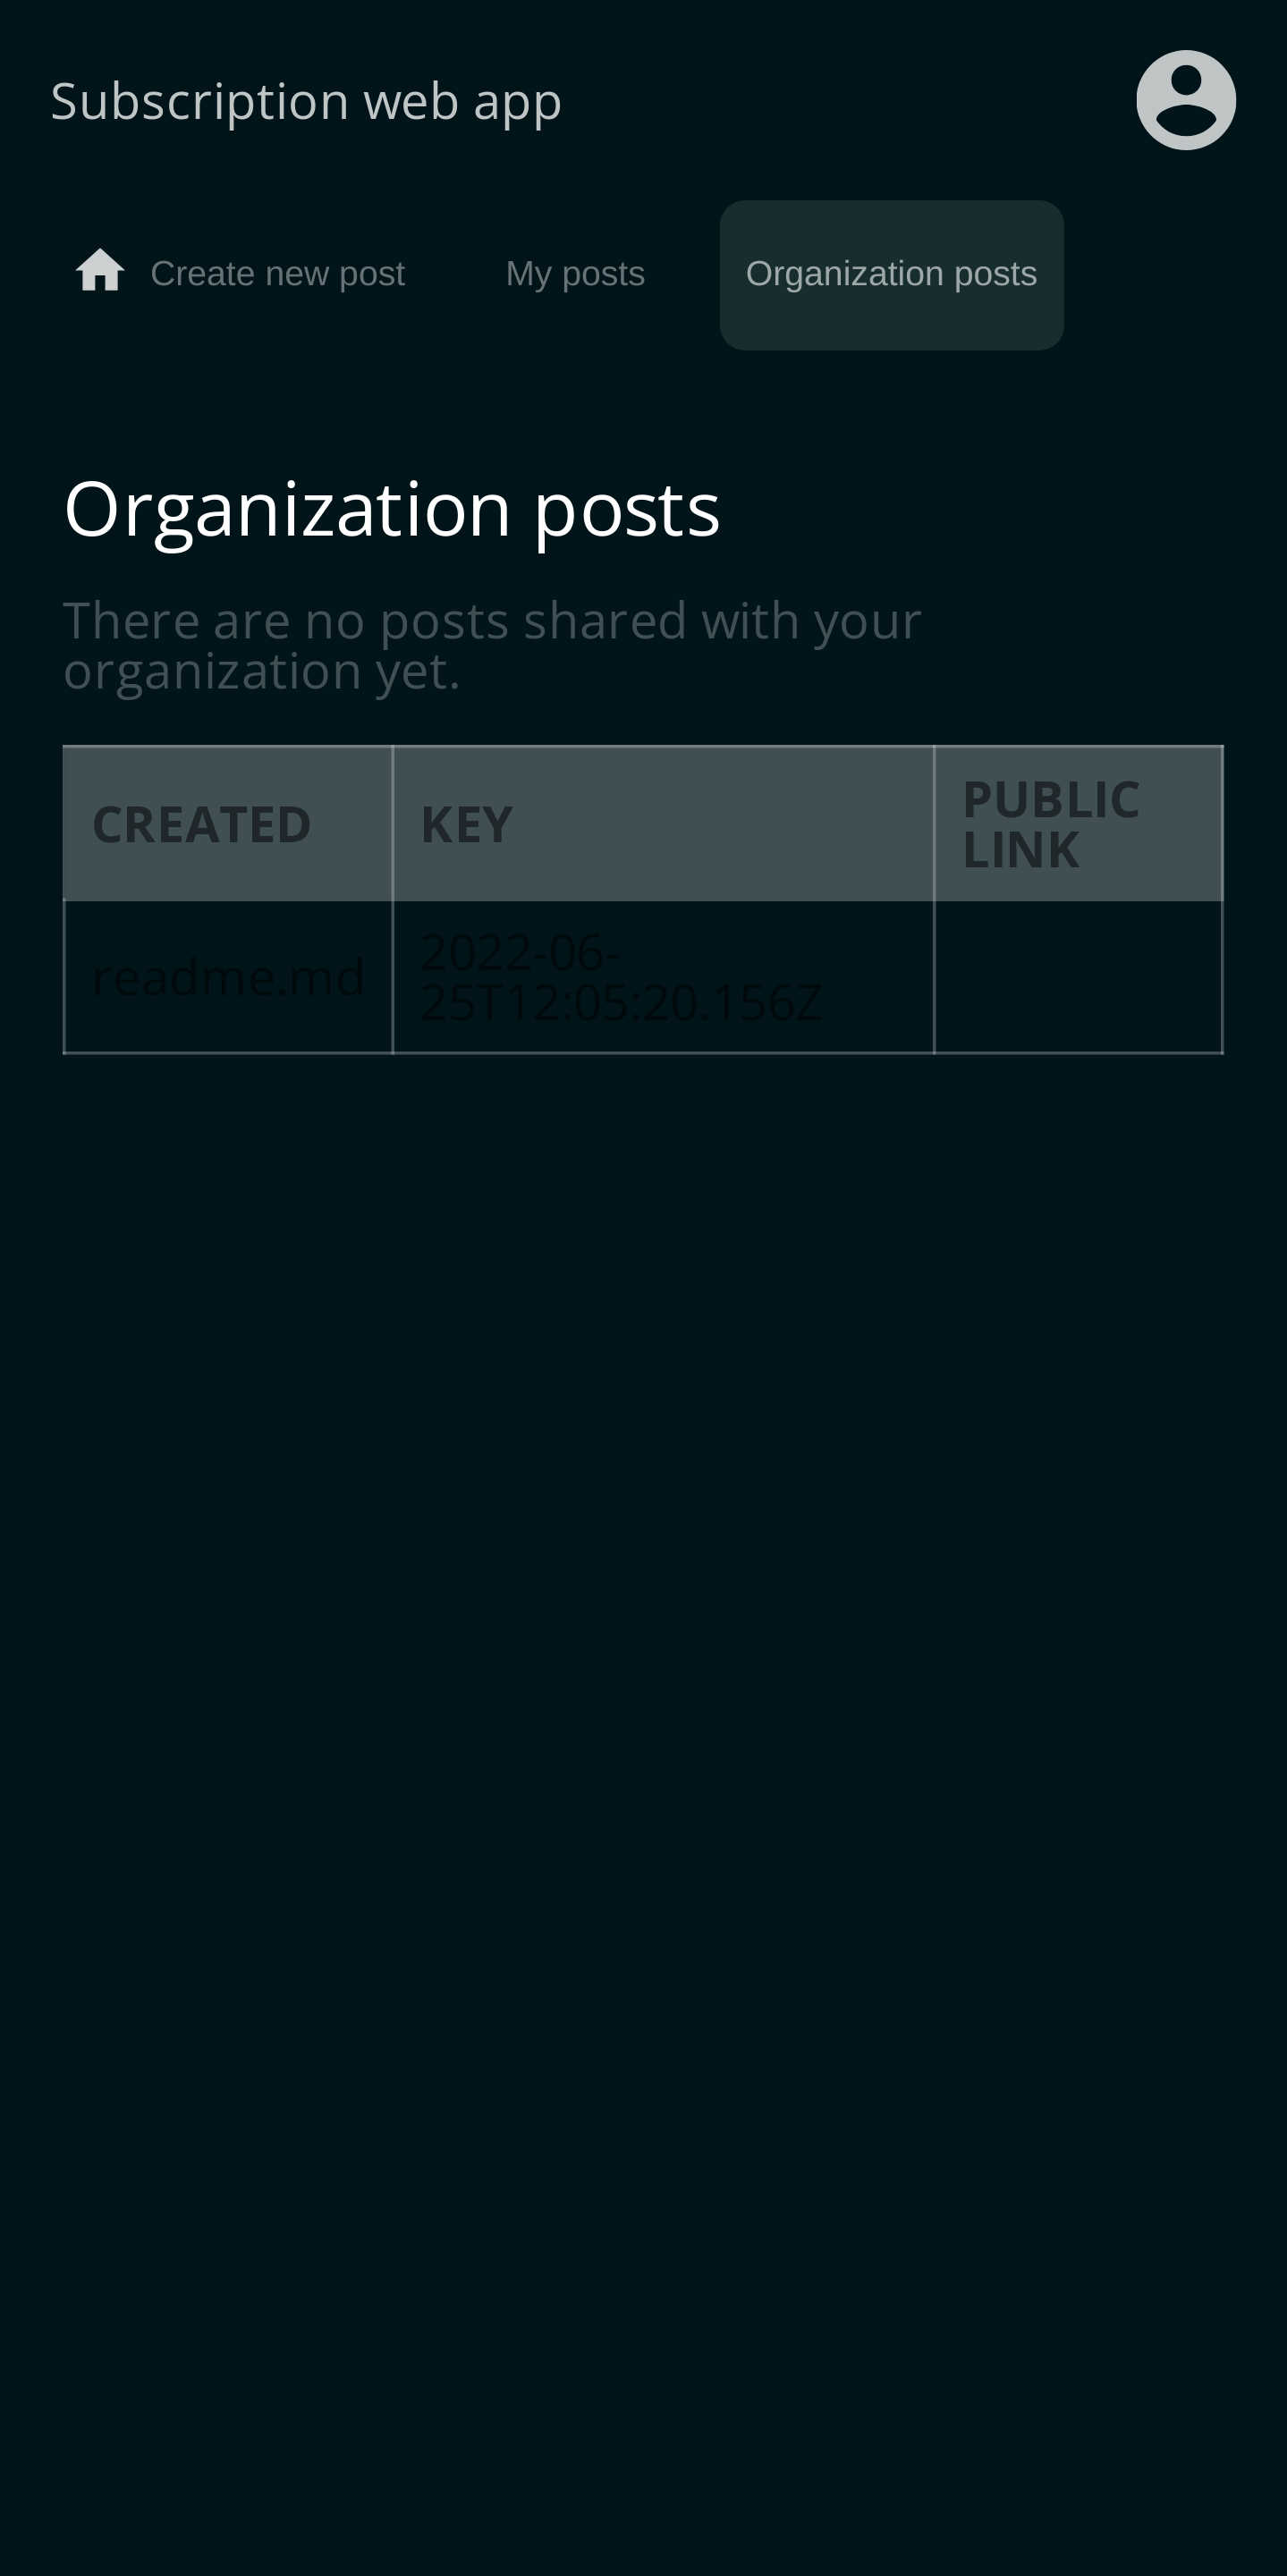 Subscription web app
Create new post
My posts
Organization posts
Organization posts
There are no posts shared with your
organization yet.
CREATED
KEY
PUBLIC
LINK
readme.md
2022-06-
25T12:05:20.156Z